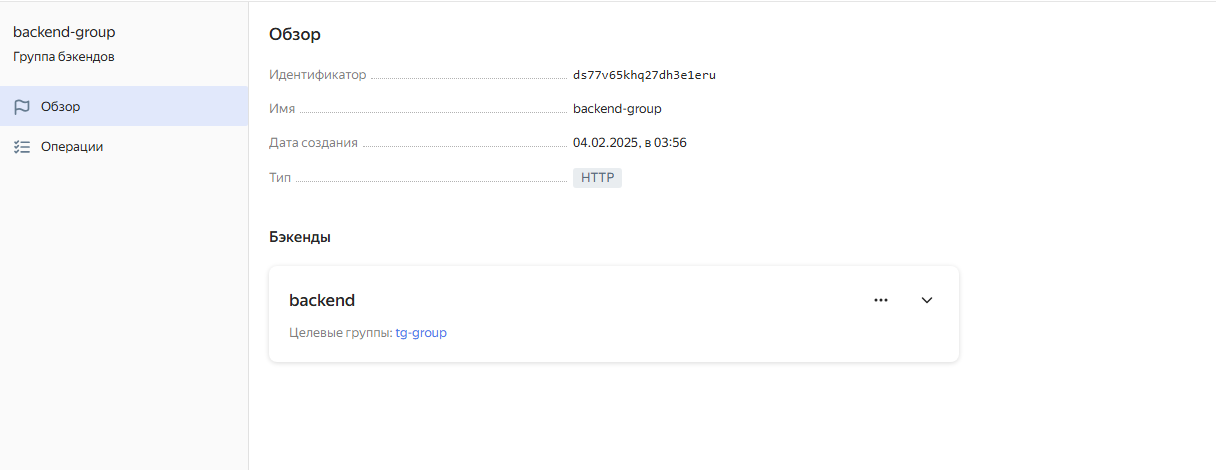 backend-group
Группа бэкендов
Обзор
Операции
Обзор
Идентификатор ds77v65khq27dh3e1eru
Имя backend-group
Дата создания 04.02.2025, в 03:56
Тип HTTP
Бэкенды
backend
Целевые группы: tg-group